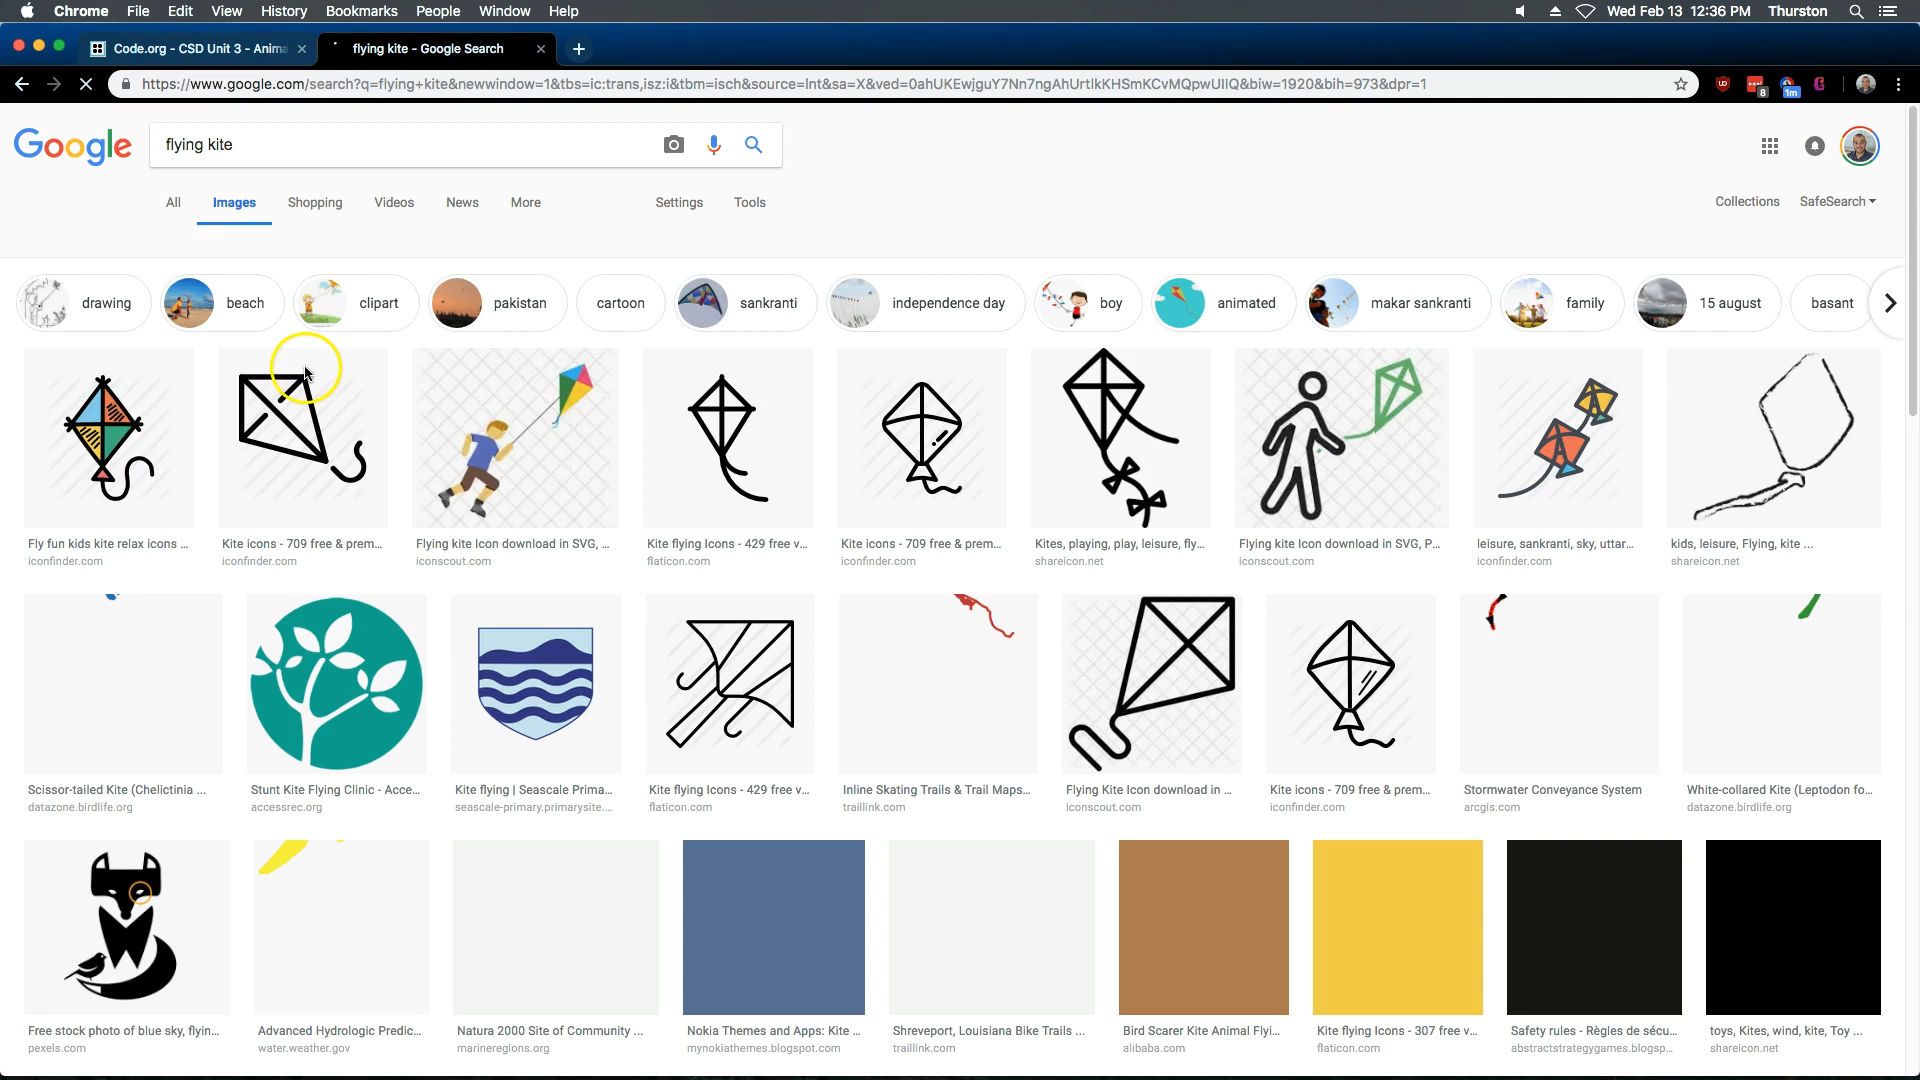 Chrome File Edit View History Bookmarks People Window Help Wed Feb 13 12:36 PM Thurston
Code.org - CSD Unit 3 - Anima flying kite - Google Search
https://www.google.com/search?q=flying+kite&newwindow=1&tbs=ic:trans,isz:i&tbm=isch&source=lnt&sa=X&ved=0ahUKEwjguY7Nn7ngAhUrtlkKHSmKCvMQpwUIIQ&biw=1920&bih=973&dpr=1 8 1m
Google flying kite
All Images Shopping Videos News More Settings Tools Collections SafeSearch
drawing beach clipart pakistan cartoon sankranti independence day boy animated makar sankranti family 15 august basant
Fly fun kids kite relax icons ... Kite icons - 709 free & prem... Flying kite Icon download in SVG, ... Kite flying Icons - 429 free v... Kite icons - 709 free & prem... Kites, playing, play, leisure, fly... Flying kite Icon download in SVG, P... leisure, sankranti, sky, uttar... kids, leisure, Flying, kite ...
iconfinder.com iconfinder.com iconscout.com flaticon.com iconfinder.com shareicon.net iconscout.com iconfinder.com shareicon.net
Scissor-tailed Kite (Chelictinia ... Stunt Kite Flying Clinic - Acce... Kite flying | Seascale Prima... Kite flying Icons - 429 free v... Inline Skating Trails & Trail Maps... Flying Kite Icon download in ... Kite icons - 709 free & prem... Stormwater Conveyance System White-collared Kite (Leptodon fo...
datazone.birdlife.org accessrec.org seascale-primary.primarysite.... flaticon.com traillink.com iconscout.com iconfinder.com arcgis.com datazone.birdlife.org
Free stock photo of blue sky, flyin... Advanced Hydrologic Predic... Natura 2000 Site of Community ... Nokia Themes and Apps: Kite ... Shreveport, Louisiana Bike Trails ... Bird Scarer Kite Animal Flyi... Kite flying Icons - 307 free v... Safety rules - Règles de sécu... toys, Kites, wind, kite, Toy ...
pexels.com water.weather.gov marineregions.org mynokiathemes.blogspot.com traillink.com alibaba.com flaticon.com abstractstrategygames.blogsp... shareicon.net